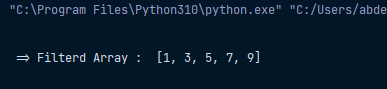 "C:\Program Files\Python310\python.exe" "C:/Users/abde
=> Filterd Array :  [1, 3, 5, 7, 9]